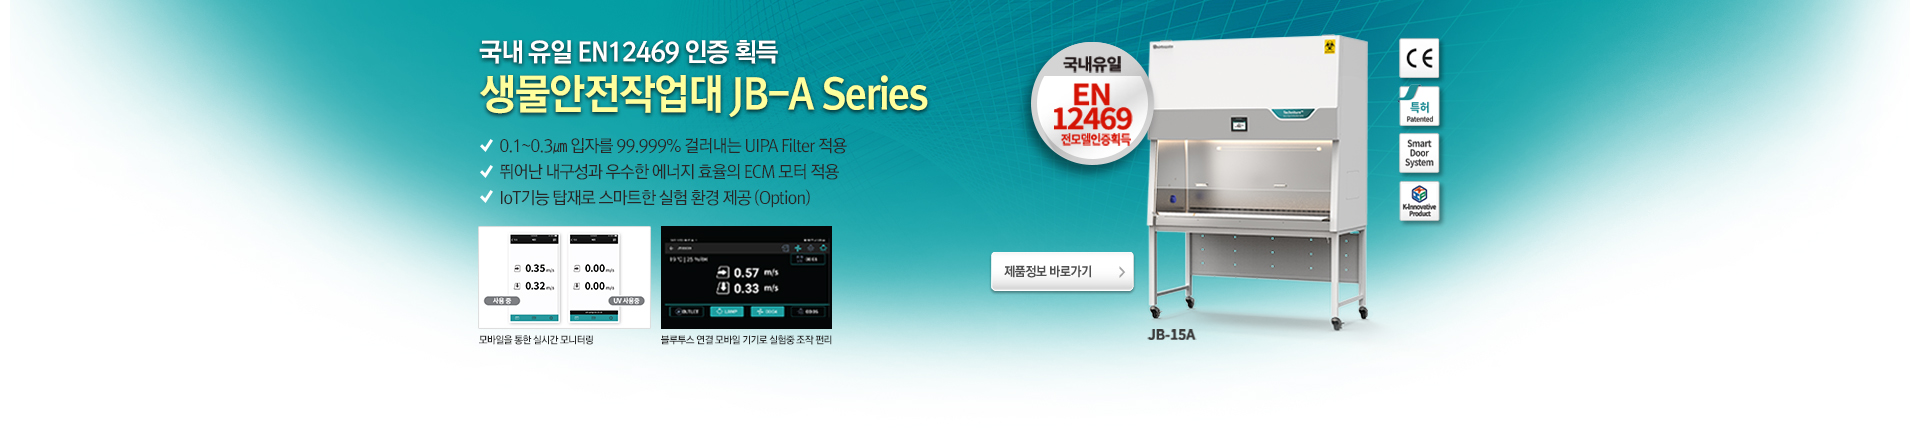 국내 유일 EN12469 인증 획득
생물안전작업대 JB-A Series
0.1~0.3㎛ 입자를 99.999% 걸러내는 UIPA Filter 적용
뛰어난 내구성과 우수한 에너지 효율의 ECM 모터 적용
IoT기능 탑재로 스마트한 실험 환경 제공 (Option)
0.35 m/s
0.32 m/s
사용 중
0.00 m/s
0.00 m/s
UV 사용중
모바일을 통한 실시간 모니터링
0.57 m/s
0.33 m/s
LAMP
블루투스 연결 모바일 기기로 실험중 조작 편리
국내유일
EN
12469
전모델인증획득
제품정보 바로가기
JB-15A
CE
특허
Patented
Smart
Door
System
K-Innovative
Product